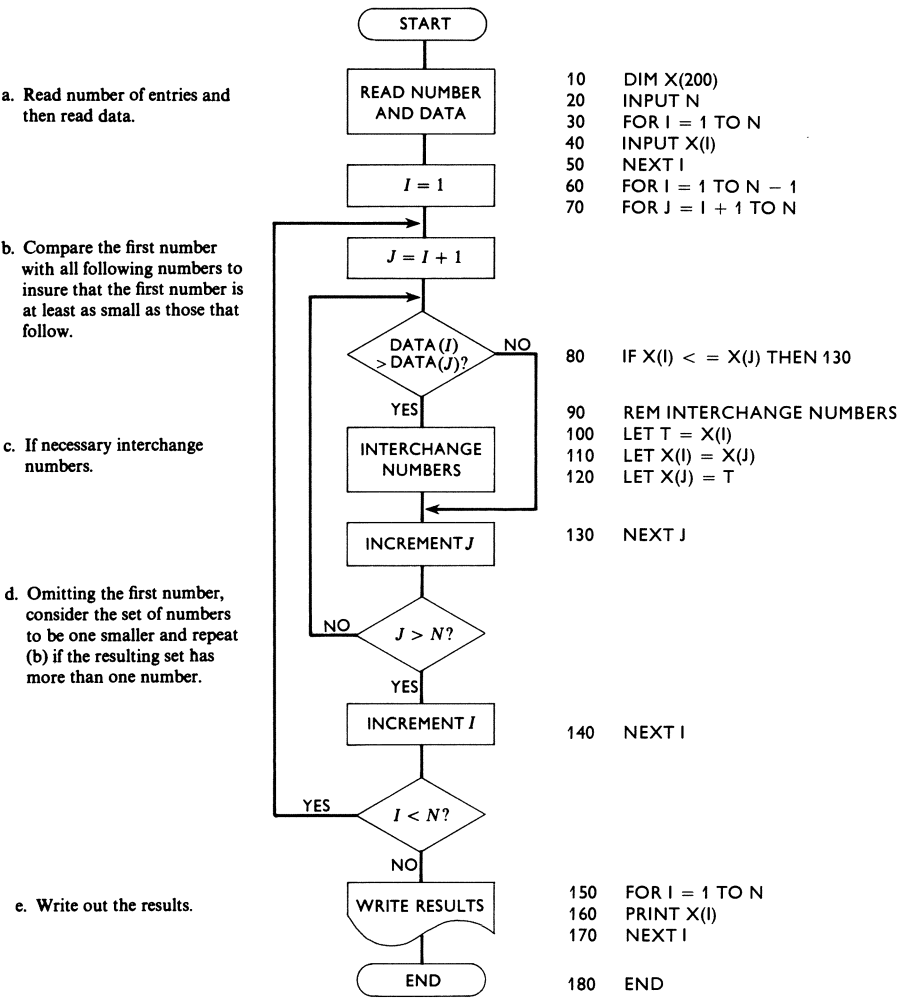 START
a. Read number of entries and
then read data.
READ NUMBER
AND DATA
10 DIM X(200)
20 INPUT N
30 FOR I = 1 TO N
40 INPUT X(I)
50 NEXT I
60 FOR I = 1 TO N – 1
70 FOR J = I + 1 TO N
I = 1
b. Compare the first number
with all following numbers to
insure that the first number is
at least as small as those that
follow.
J = I + 1
DATA(I)
> DATA(J)?
NO
YES
80 IF X(I) < = X(J) THEN 130
c. If necessary interchange
numbers.
INTERCHANGE
NUMBERS
90 REM INTERCHANGE NUMBERS
100 LET T = X(I)
110 LET X(I) = X(J)
120 LET X(J) = T
INCREMENT J
130 NEXT J
d. Omitting the first number,
consider the set of numbers
to be one smaller and repeat
(b) if the resulting set has
more than one number.
NO
J > N?
YES
INCREMENT I
140 NEXT I
YES
I < N?
NO
e. Write out the results.
WRITE RESULTS
150 FOR I = 1 TO N
160 PRINT X(I)
170 NEXT I
END
180 END